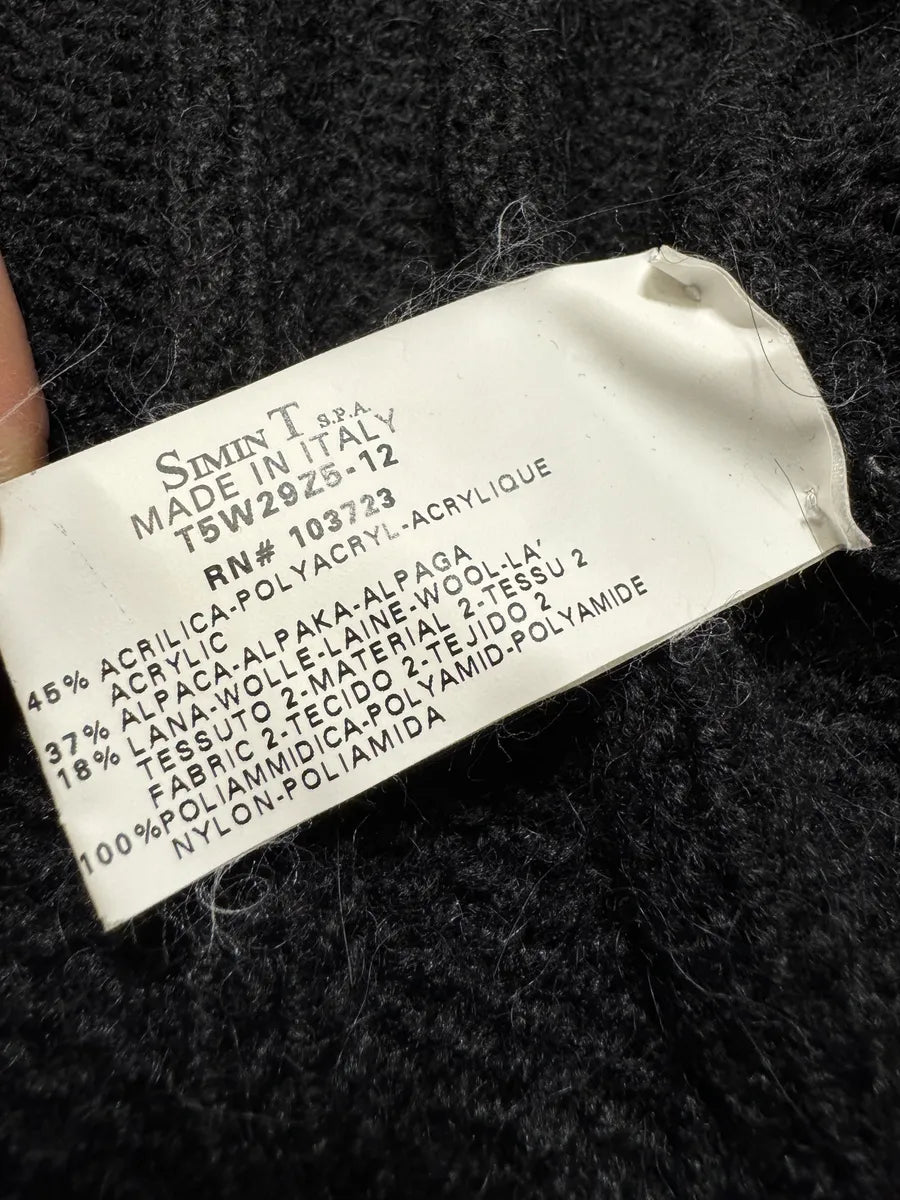 SIMIN T S.P.A.
MADE IN ITALY
T5W29Z5-12
RN# 103723
45% ACRILICA-POLYACRYL-ACRYLIQUE
ACRYLIC
37% ALPACA-ALPAKA-ALPAGA
18% LANA-WOLLE-LAINE-WOOL-LA'
TESSUTO 2-MATERIAL 2-TESSU 2
FABRIC 2-TECIDO 2-TEJIDO 2
100%POLIAMMIDICA-POLYAMID-POLYAMIDE
NYLON-POLIAMIDA